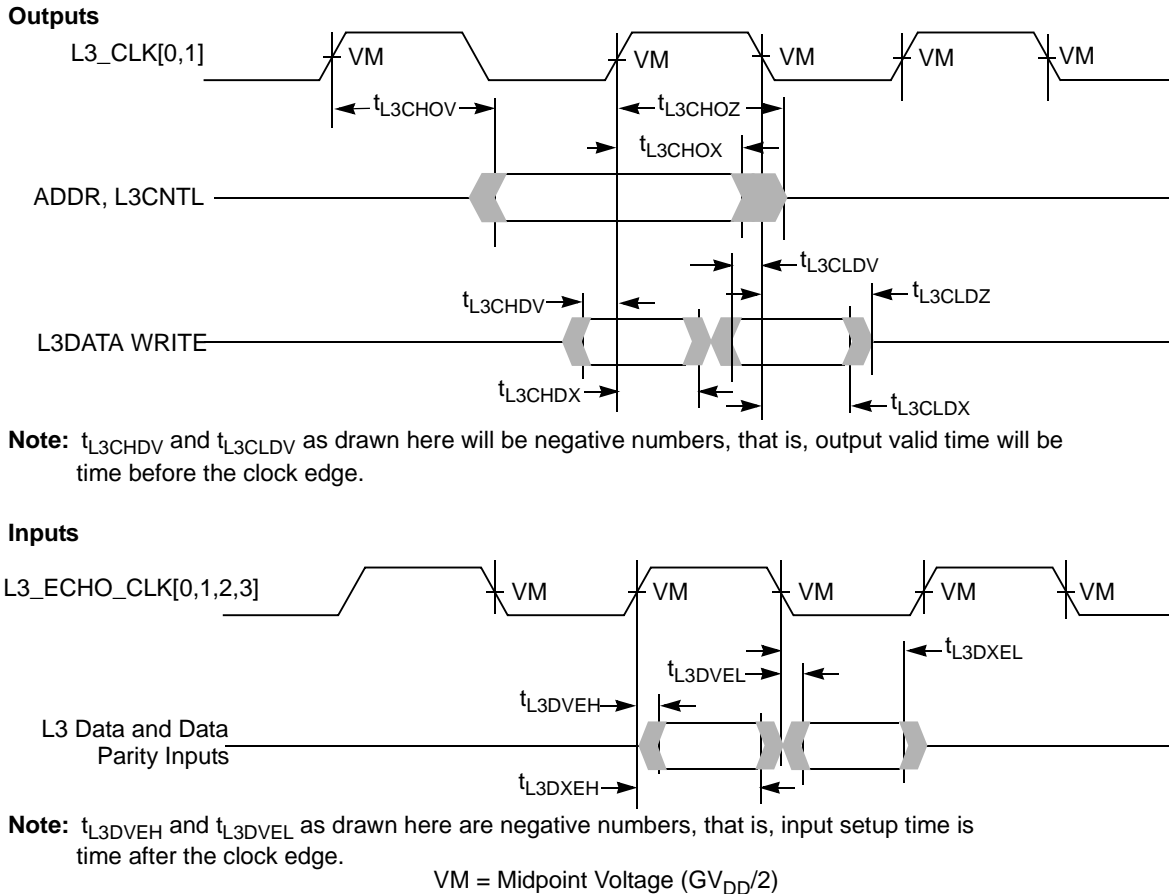 Outputs
L3_CLK[0,1]
VM
VM
VM
VM
VM
tL3CHOV
tL3CHOZ
tL3CHOX
ADDR, L3CNTL
tL3CLDV
tL3CHDV
tL3CLDZ
L3DATA WRITE
tL3CHDX
tL3CLDX
Note: tL3CHDV and tL3CLDV as drawn here will be negative numbers, that is, output valid time will be
time before the clock edge.
Inputs
L3_ECHO_CLK[0,1,2,3]
VM
VM
VM
VM
VM
tL3DXEL
tL3DVEL
tL3DVEH
L3 Data and Data
Parity Inputs
tL3DXEH
Note: tL3DVEH and tL3DVEL as drawn here are negative numbers, that is, input setup time is
time after the clock edge.
VM = Midpoint Voltage (GVDD/2)